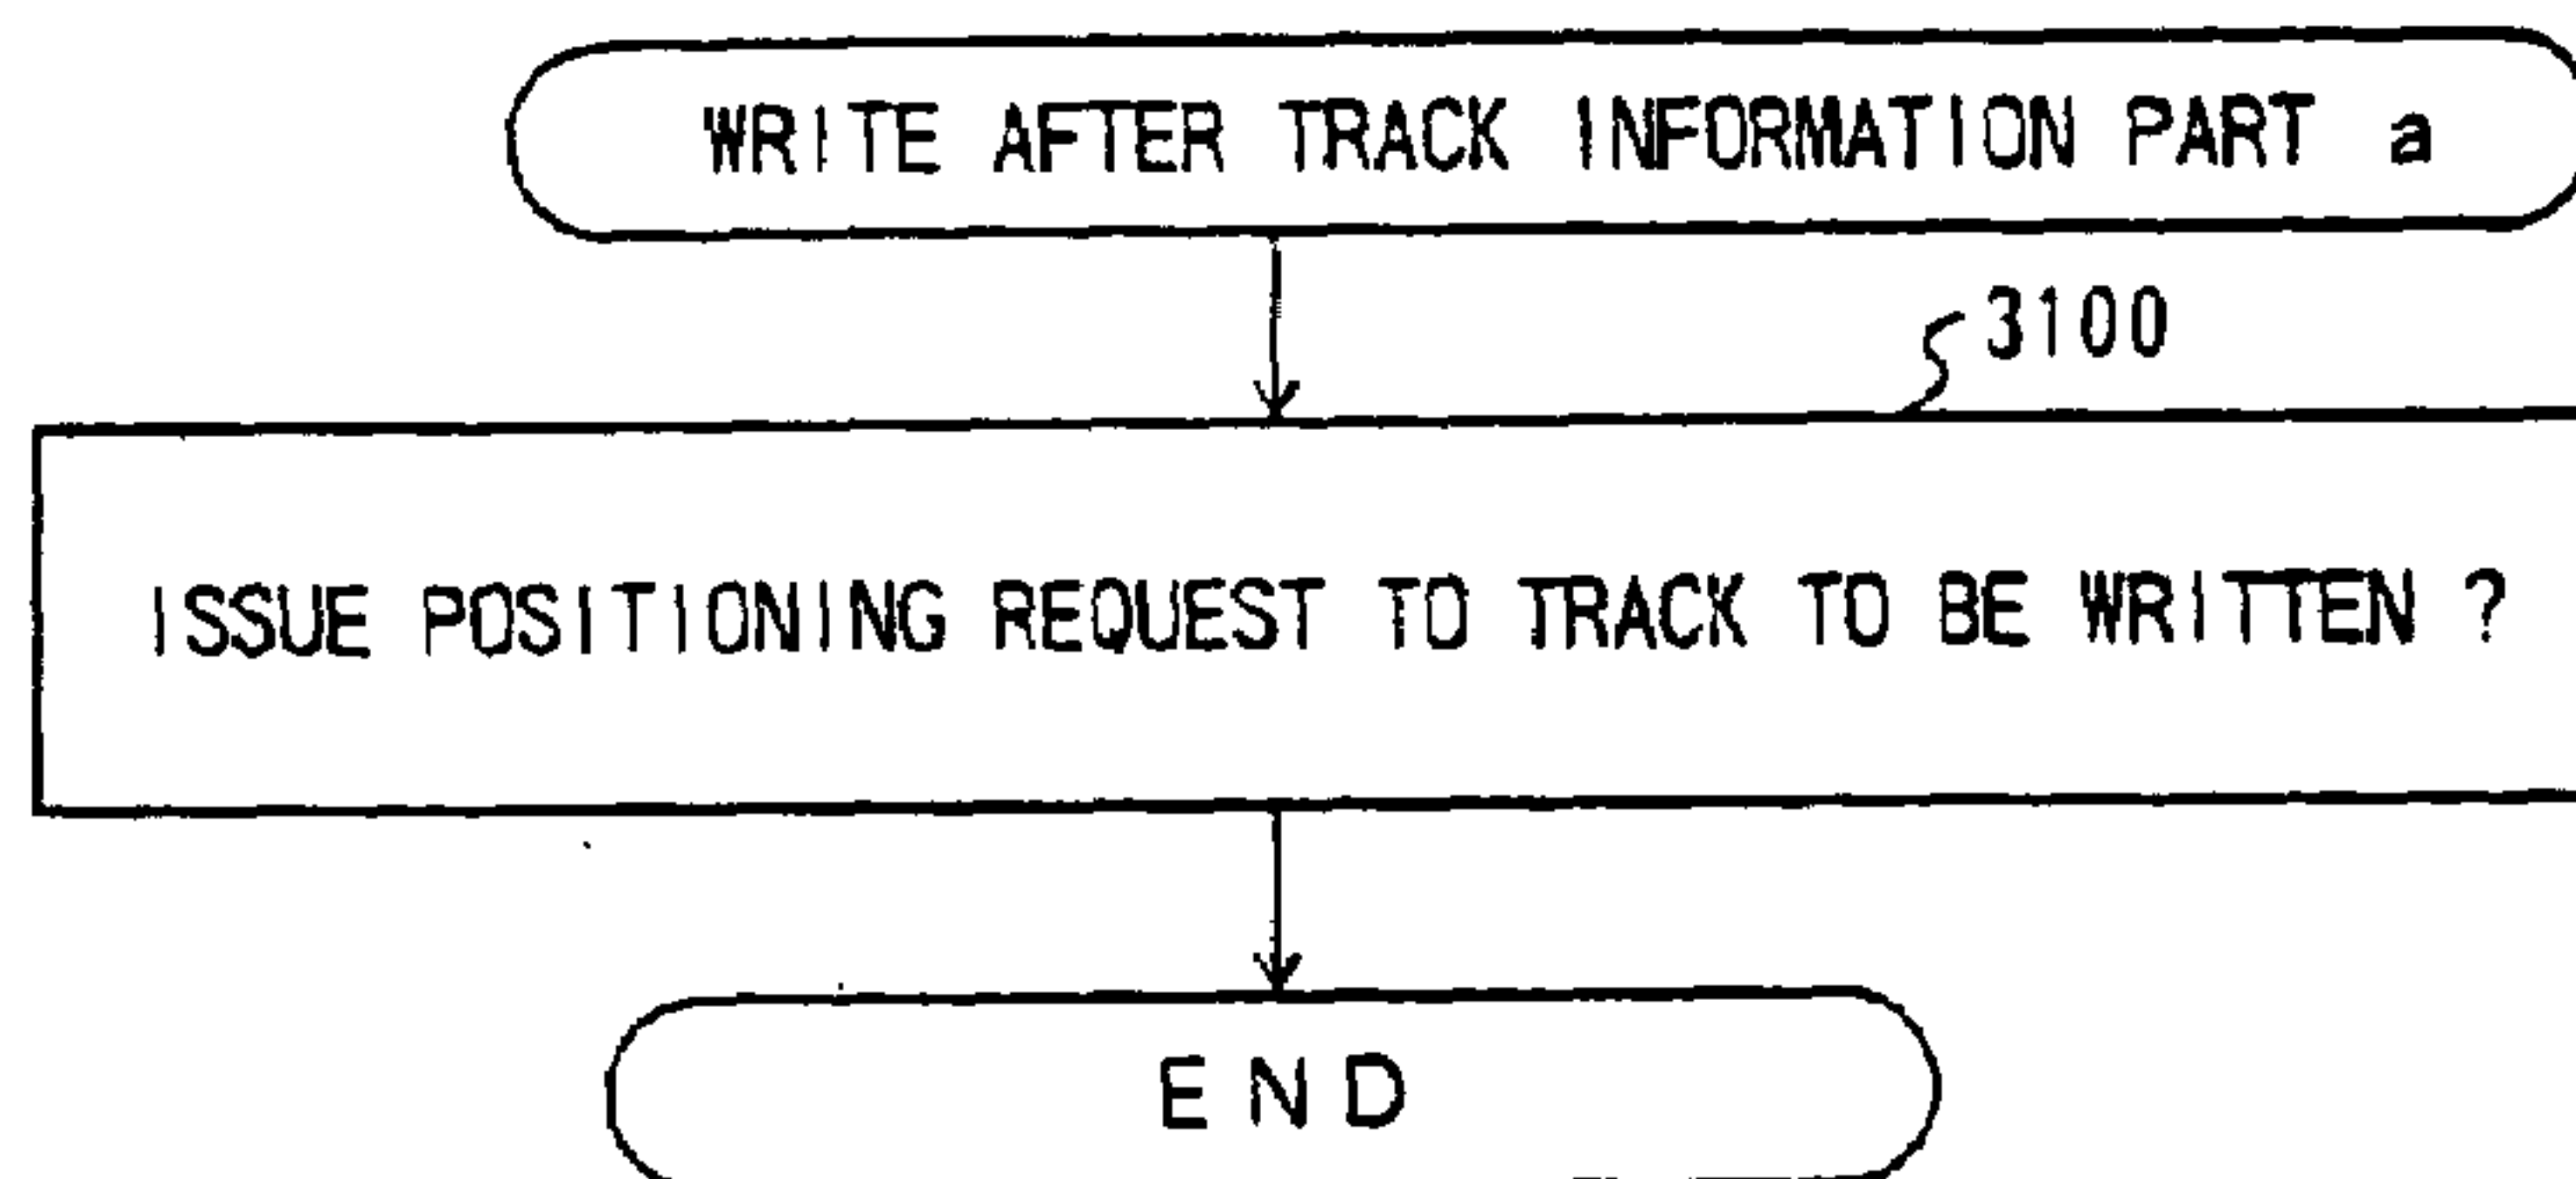 WRITE AFTER TRACK INFORMATION PART a
3100
ISSUE POSITIONING REQUEST TO TRACK TO BE WRITTEN ?
END